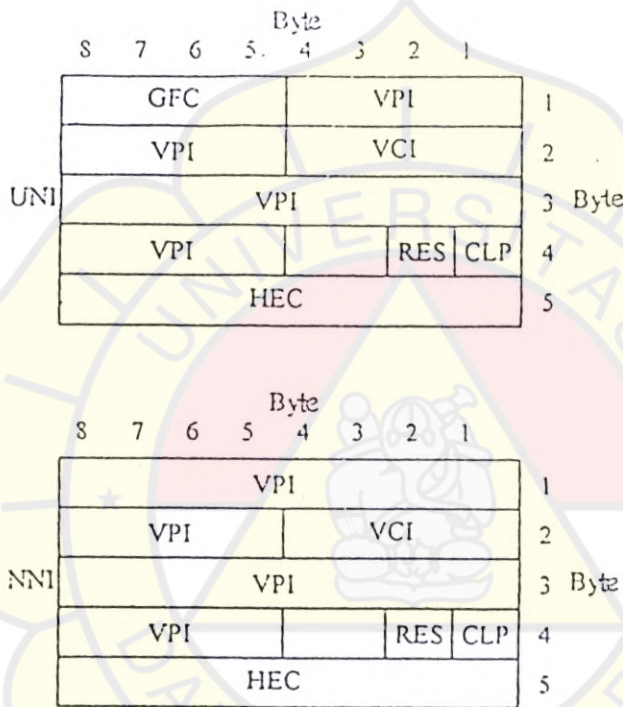 Byte
8 7 6 5 4 3 2 1
GFC VPI 1
VPI VCI 2
UNI VPI 3 Byte
VPI RES CLP 4
HEC 5
Byte
8 7 6 5 4 3 2 1
VPI 1
VPI VCI 2
NNI VPI 3 Byte
VPI RES CLP 4
HEC 5
UNIVERSITA